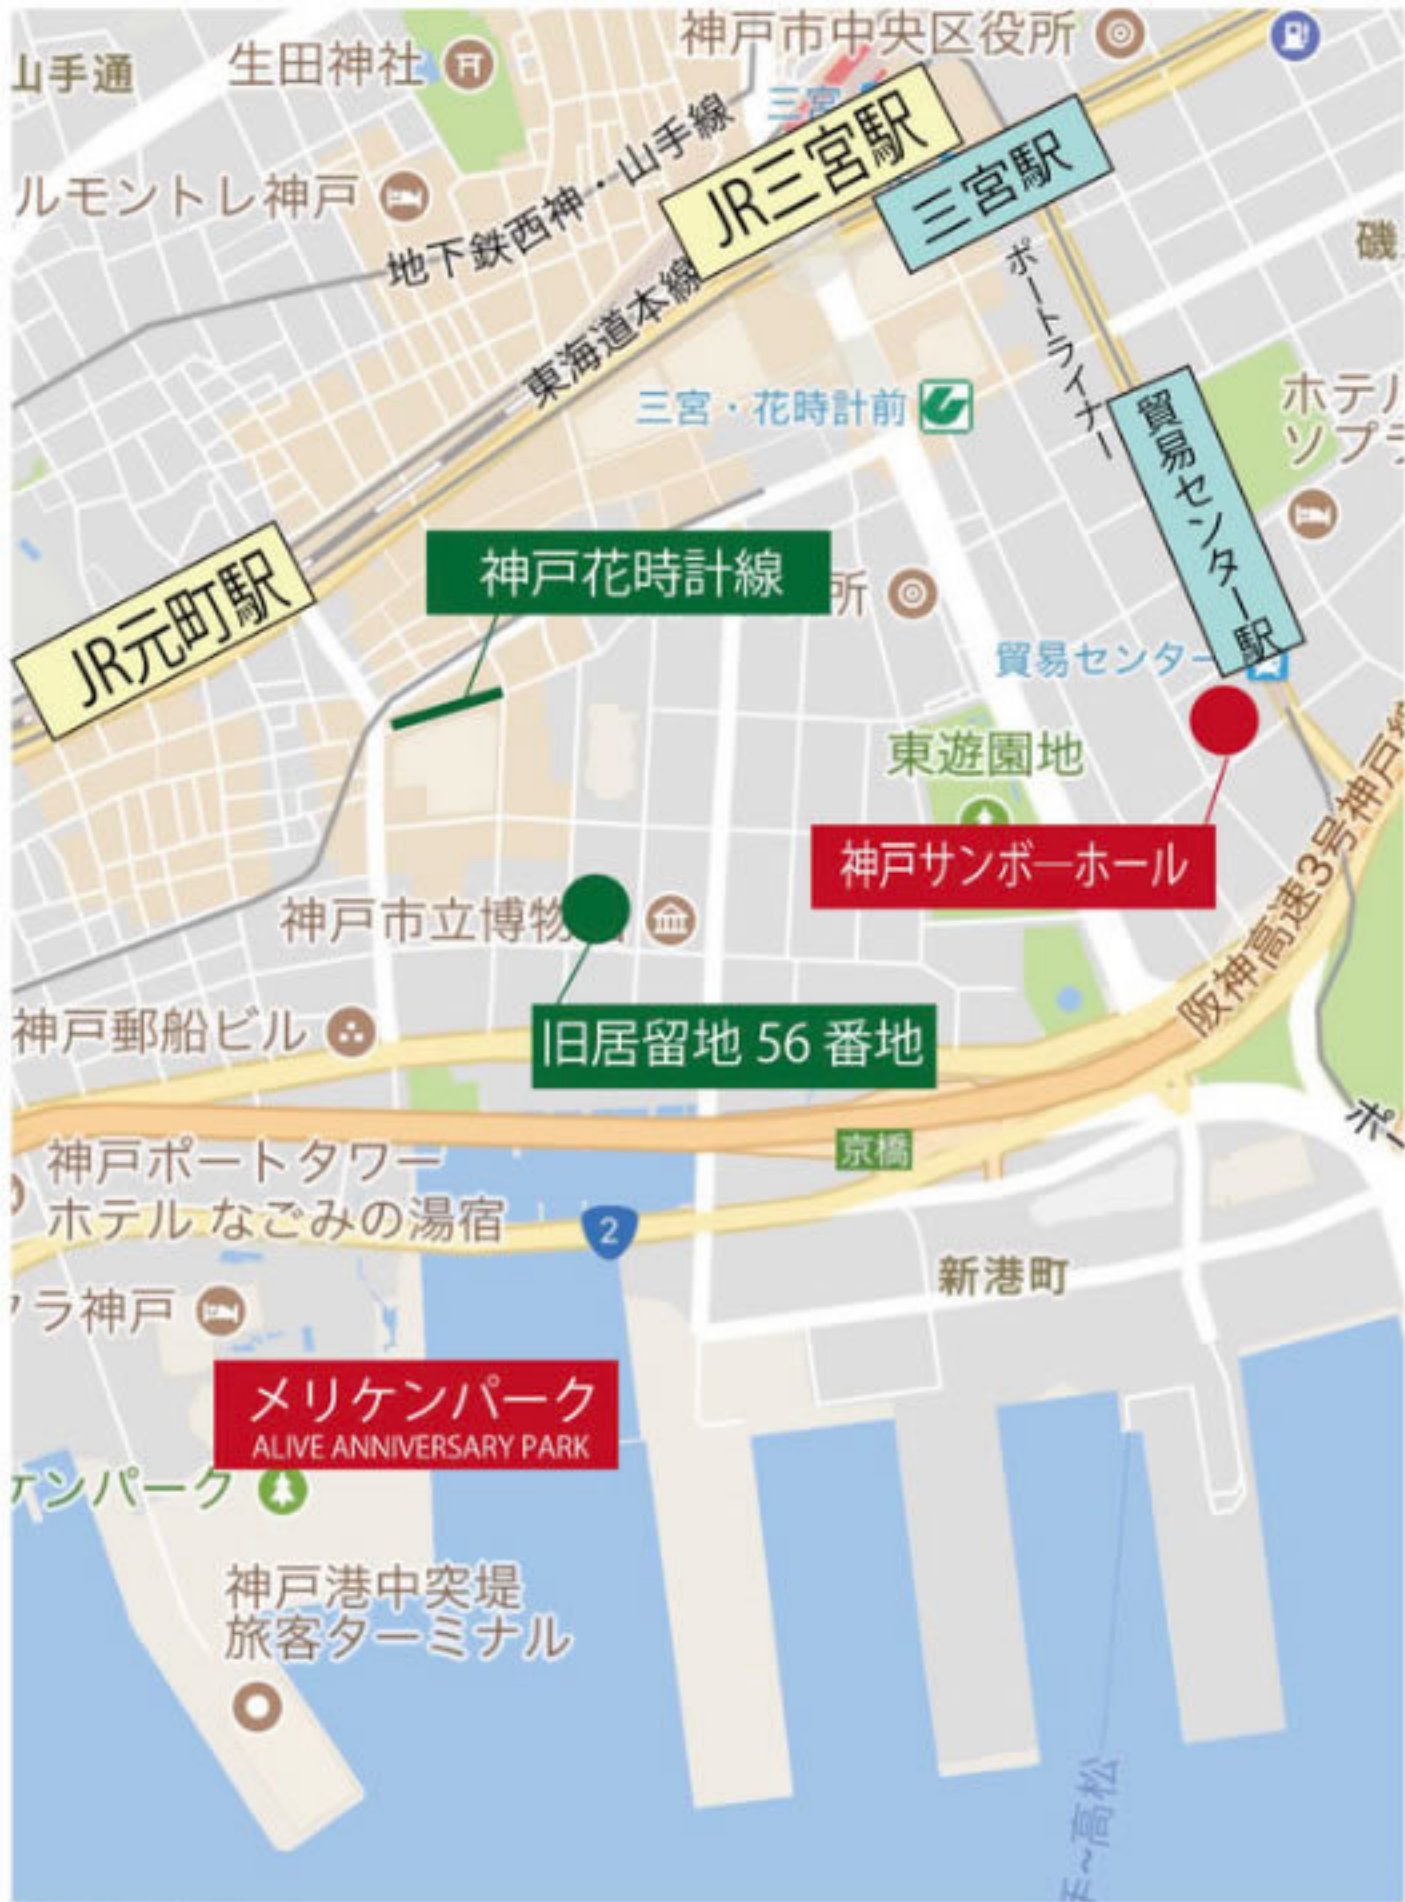 神戸市中央区役所
山手通
生田神社
三宮
JR三宮駅
三宮駅
ルモントレ神戸
地下鉄西神・山手線
東海道本線
ポートライナー
磯
三宮・花時計前
ホテル
ソプラ
貿易センター駅
JR元町駅
神戸花時計線
所
貿易センター
東遊園地
神戸サンボーホール
阪神高速3号神戸線
神戸市立博物
旧居留地 56 番地
神戸郵船ビル
京橋
ポー
神戸ポートタワー
ホテル なごみの湯宿
2
新港町
クラ神戸
メリケンパーク
ALIVE ANNIVERSARY PARK
ケンパーク
神戸港中突堤
旅客ターミナル
~高松